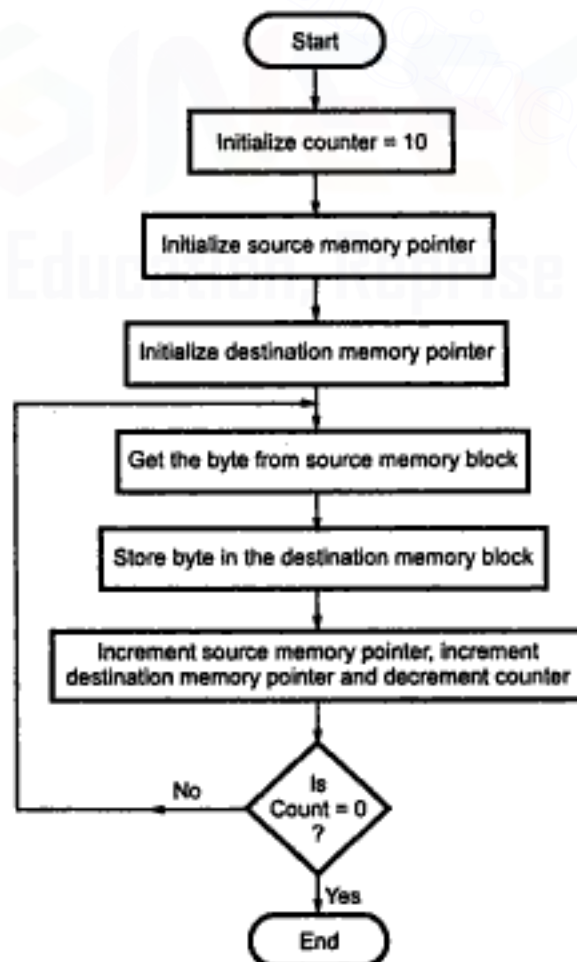 Start
Initialize counter = 10
Initialize source memory pointer
Initialize destination memory pointer
Get the byte from source memory block
Store byte in the destination memory block
Increment source memory pointer, increment
destination memory pointer and decrement counter
Is
Count = 0
?
No
Yes
End
Education, Reprise